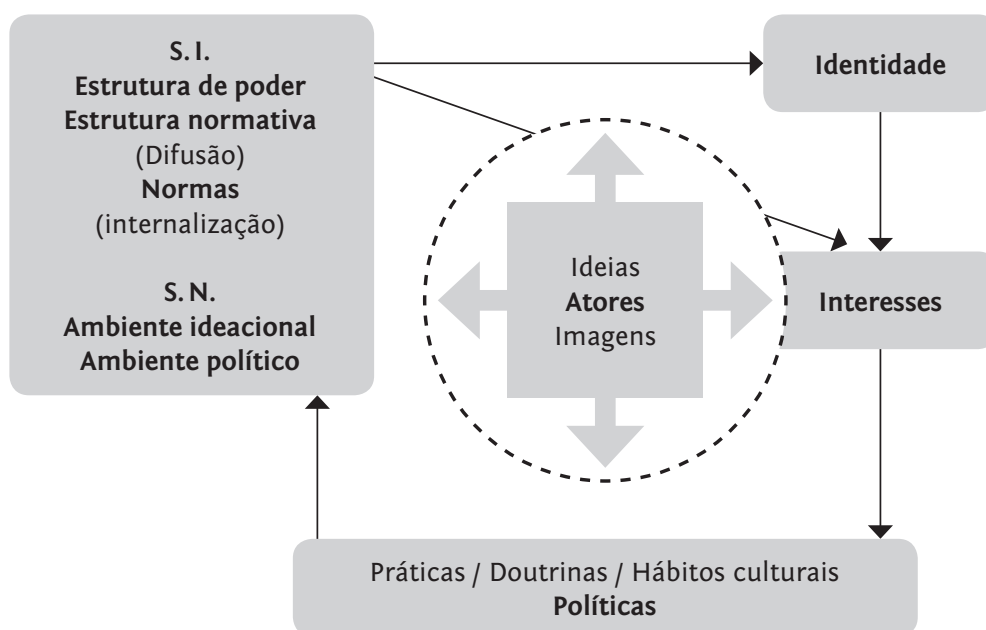 S. I.
Estrutura de poder
Estrutura normativa
(Difusão)
Normas
(internalização)
S. N.
Ambiente ideacional
Ambiente político
Identidade
Ideias
Atores
Imagens
Interesses
Práticas / Doutrinas / Hábitos culturais
Políticas